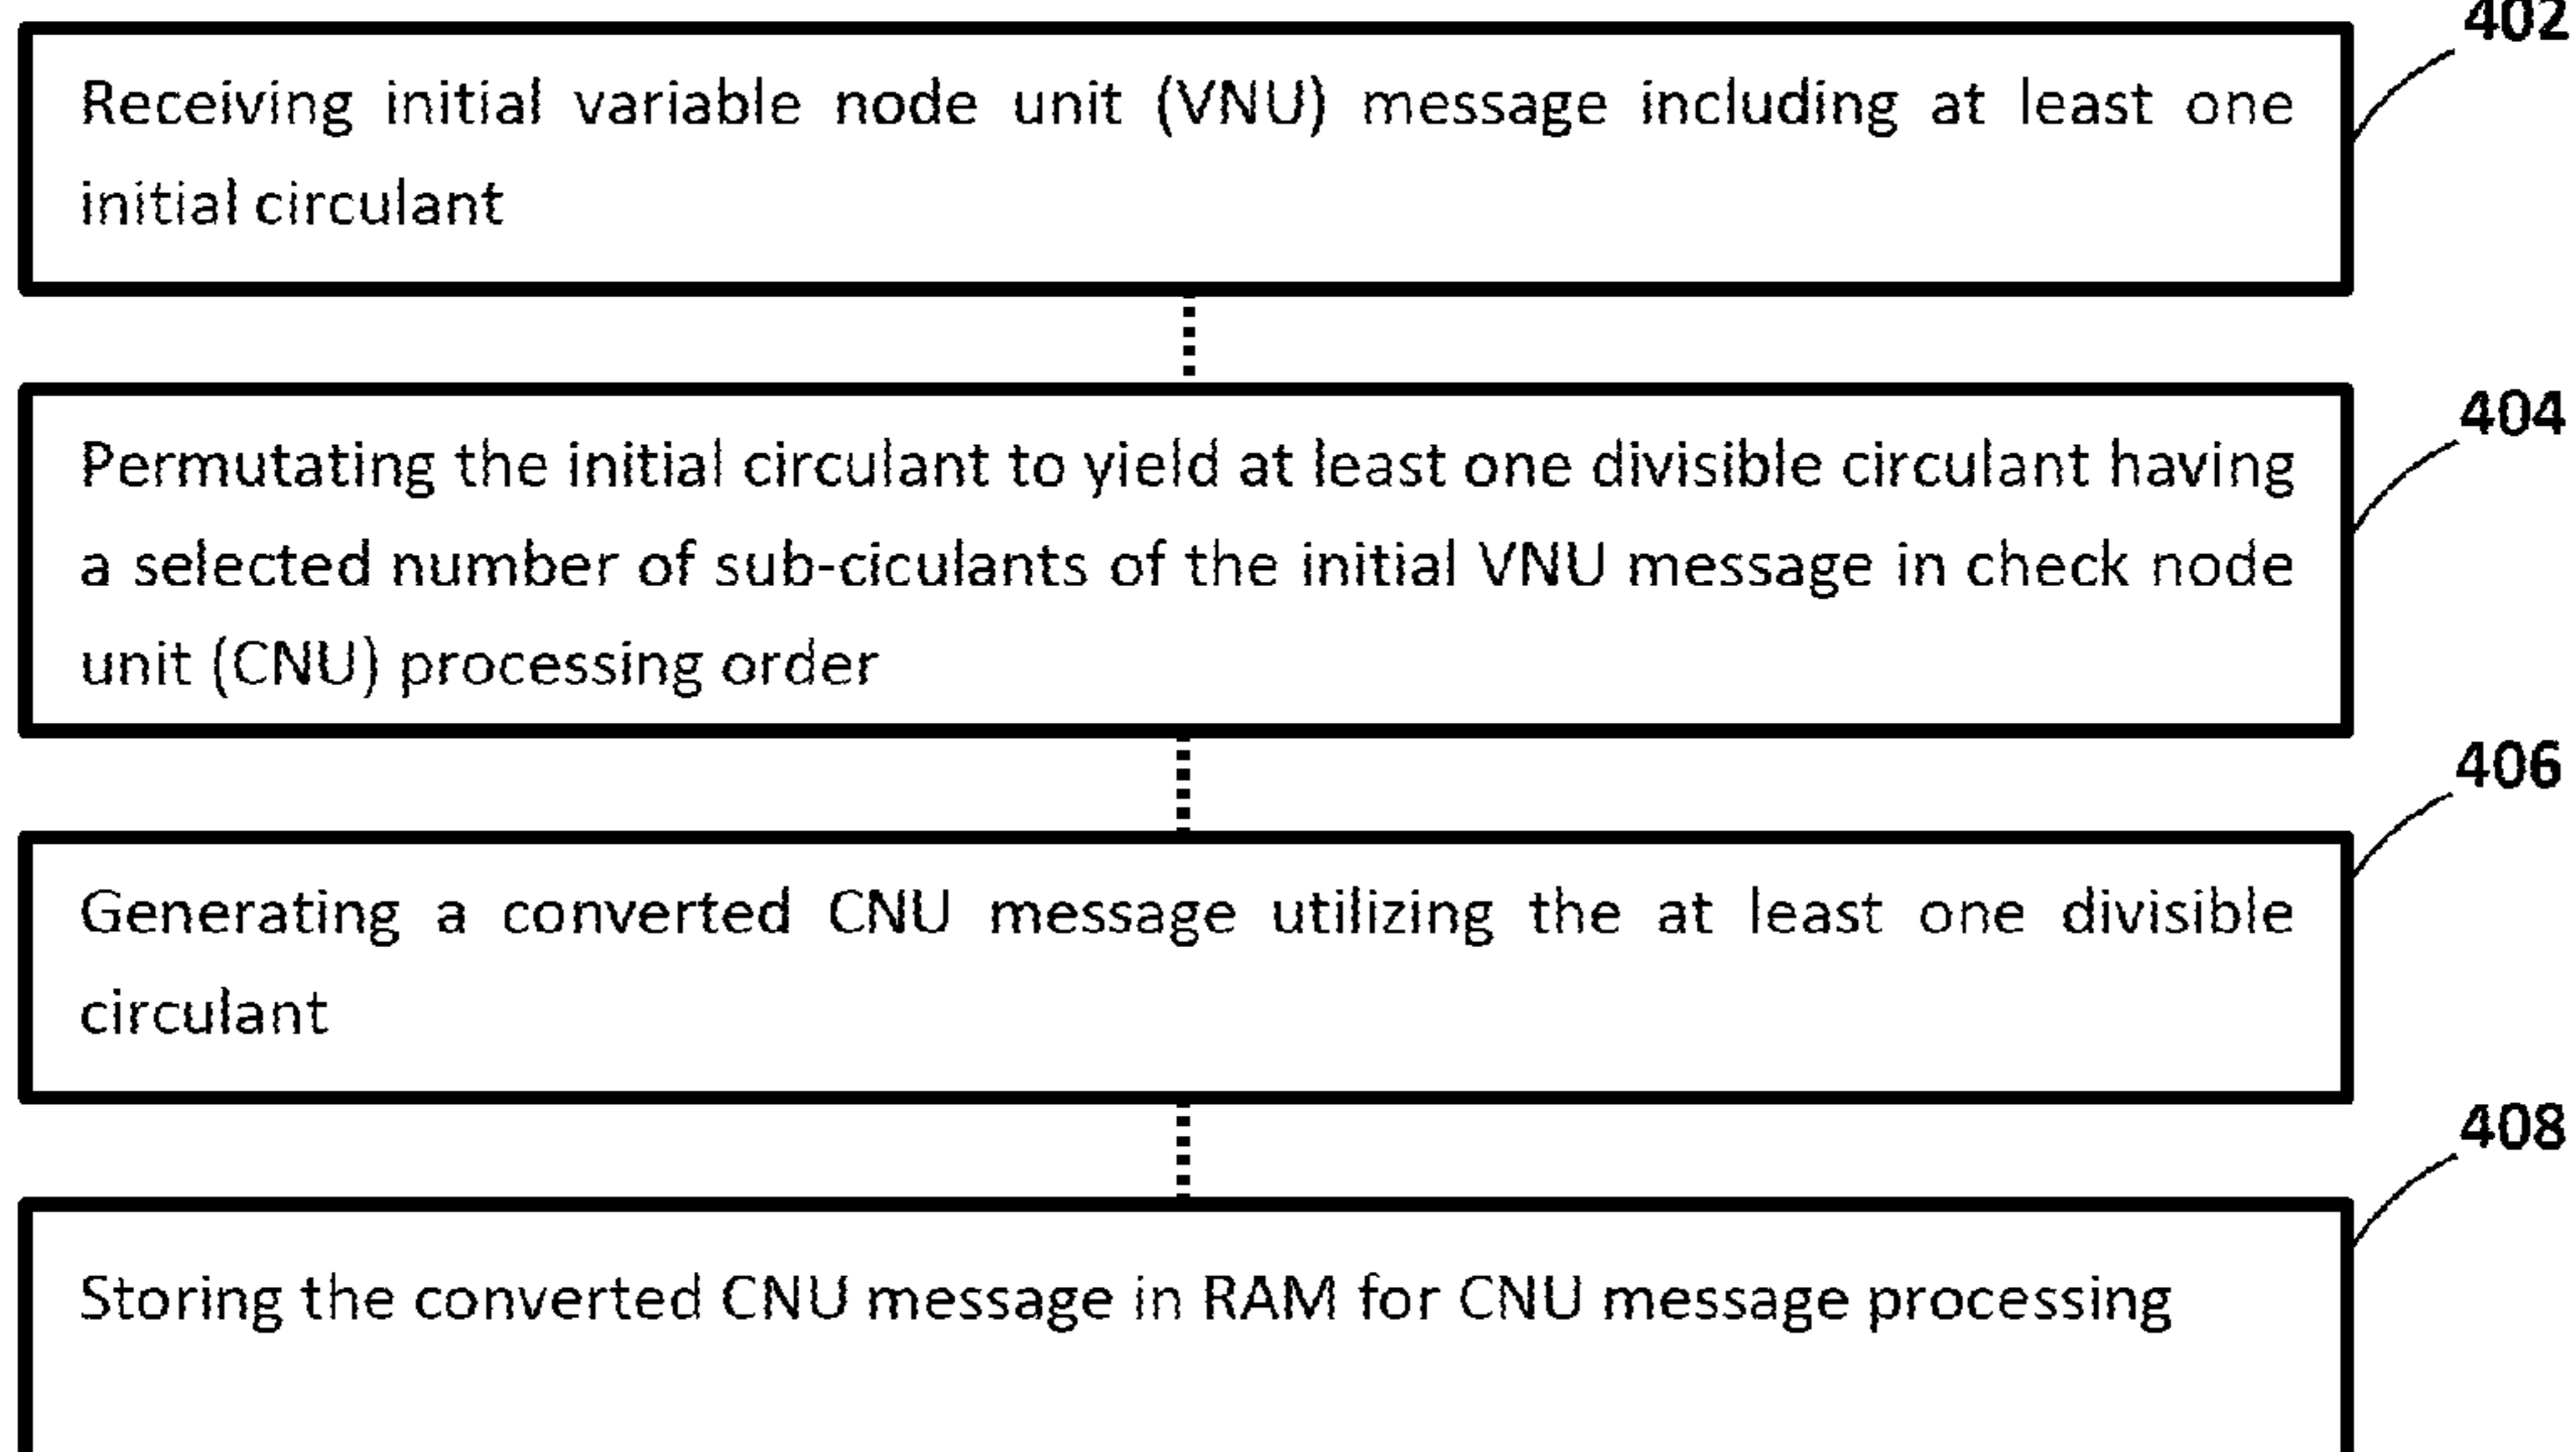 402
Receiving initial variable node unit (VNU) message including at least one
initial circulant
404
Permutating the initial circulant to yield at least one divisible circulant having
a selected number of sub-ciculants of the initial VNU message in check node
unit (CNU) processing order
406
Generating a converted CNU message utilizing the at least one divisible
circulant
408
Storing the converted CNU message in RAM for CNU message processing